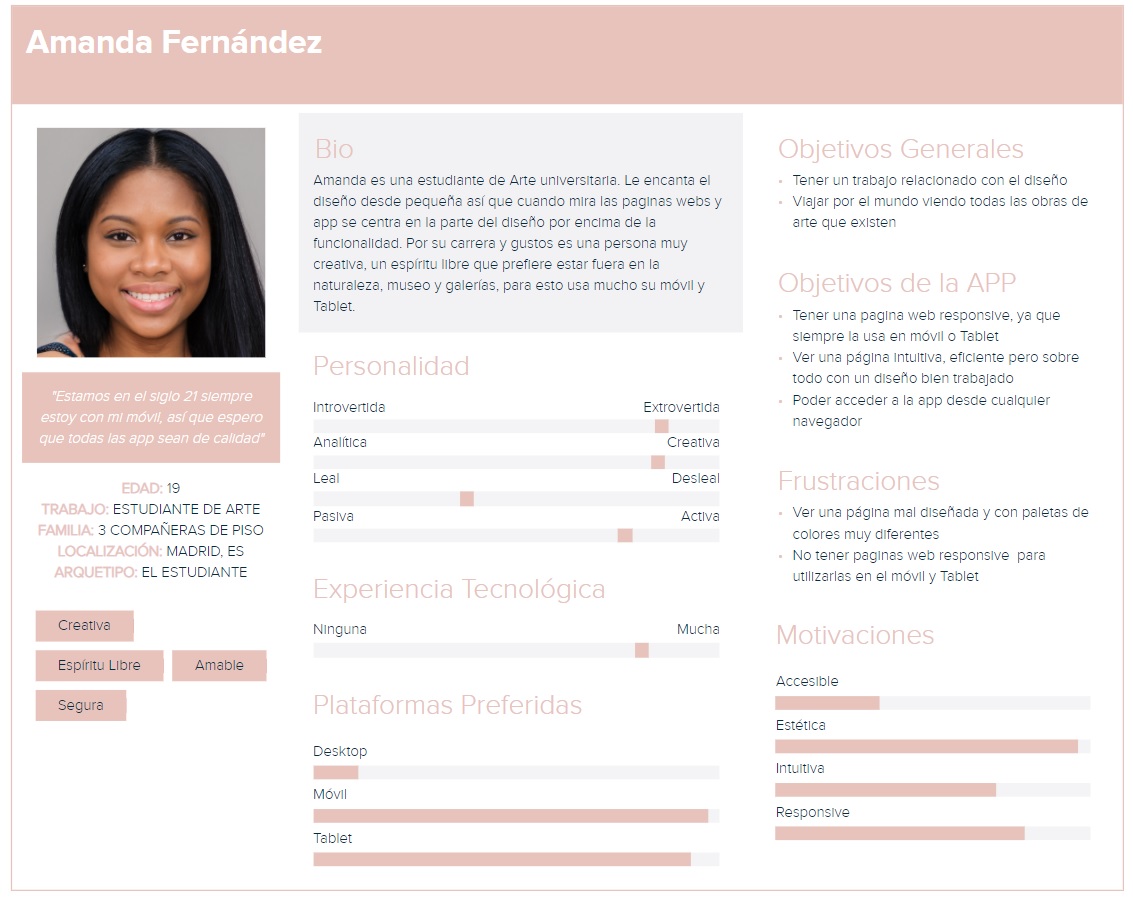 Amanda Fernández
"Estamos en el siglo 21 siempre
estoy con mi móvil, así que espero
que todas las app sean de calidad"
EDAD: 19
TRABAJO: ESTUDIANTE DE ARTE
FAMILIA: 3 COMPAÑERAS DE PISO
LOCALIZACIÓN: MADRID, ES
ARQUETIPO: EL ESTUDIANTE
Creativa
Espíritu Libre Amable
Segura
Bio
Amanda es una estudiante de Arte universitaria. Le encanta el
diseño desde pequeña así que cuando mira las paginas webs y
app se centra en la parte del diseño por encima de la
funcionalidad. Por su carrera y gustos es una persona muy
creativa, un espíritu libre que prefiere estar fuera en la
naturaleza, museo y galerías, para esto usa mucho su móvil y
Tablet.
Personalidad
Introvertida Extrovertida
Analítica Creativa
Leal Desleal
Pasiva Activa
Experiencia Tecnológica
Ninguna Mucha
Plataformas Preferidas
Desktop
Móvil
Tablet
Objetivos Generales
• Tener un trabajo relacionado con el diseño
• Viajar por el mundo viendo todas las obras de
arte que existen
Objetivos de la APP
• Tener una pagina web responsive, ya que
siempre la usa en móvil o Tablet
• Ver una página intuitiva, eficiente pero sobre
todo con un diseño bien trabajado
• Poder acceder a la app desde cualquier
navegador
Frustraciones
• Ver una página mal diseñada y con paletas de
colores muy diferentes
• No tener paginas web responsive para
utilizarlas en el móvil y Tablet
Motivaciones
Accesible
Estética
Intuitiva
Responsive